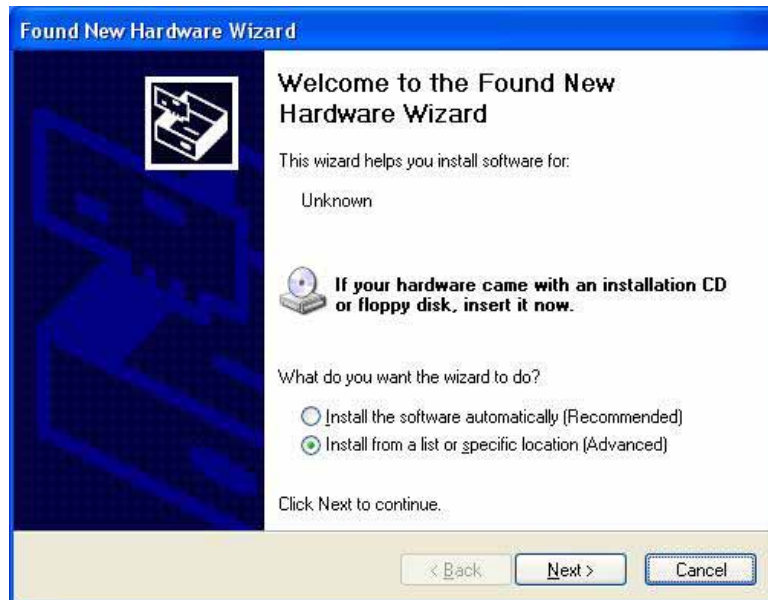 Found New Hardware Wizard
Welcome to the Found New
Hardware Wizard
This wizard helps you install software for:
Unknown
If your hardware came with an installation CD
or floppy disk, insert it now.
What do you want the wizard to do?
Install the software automatically (Recommended)
Install from a list or specific location (Advanced)
Click Next to continue.
< Back Next > Cancel